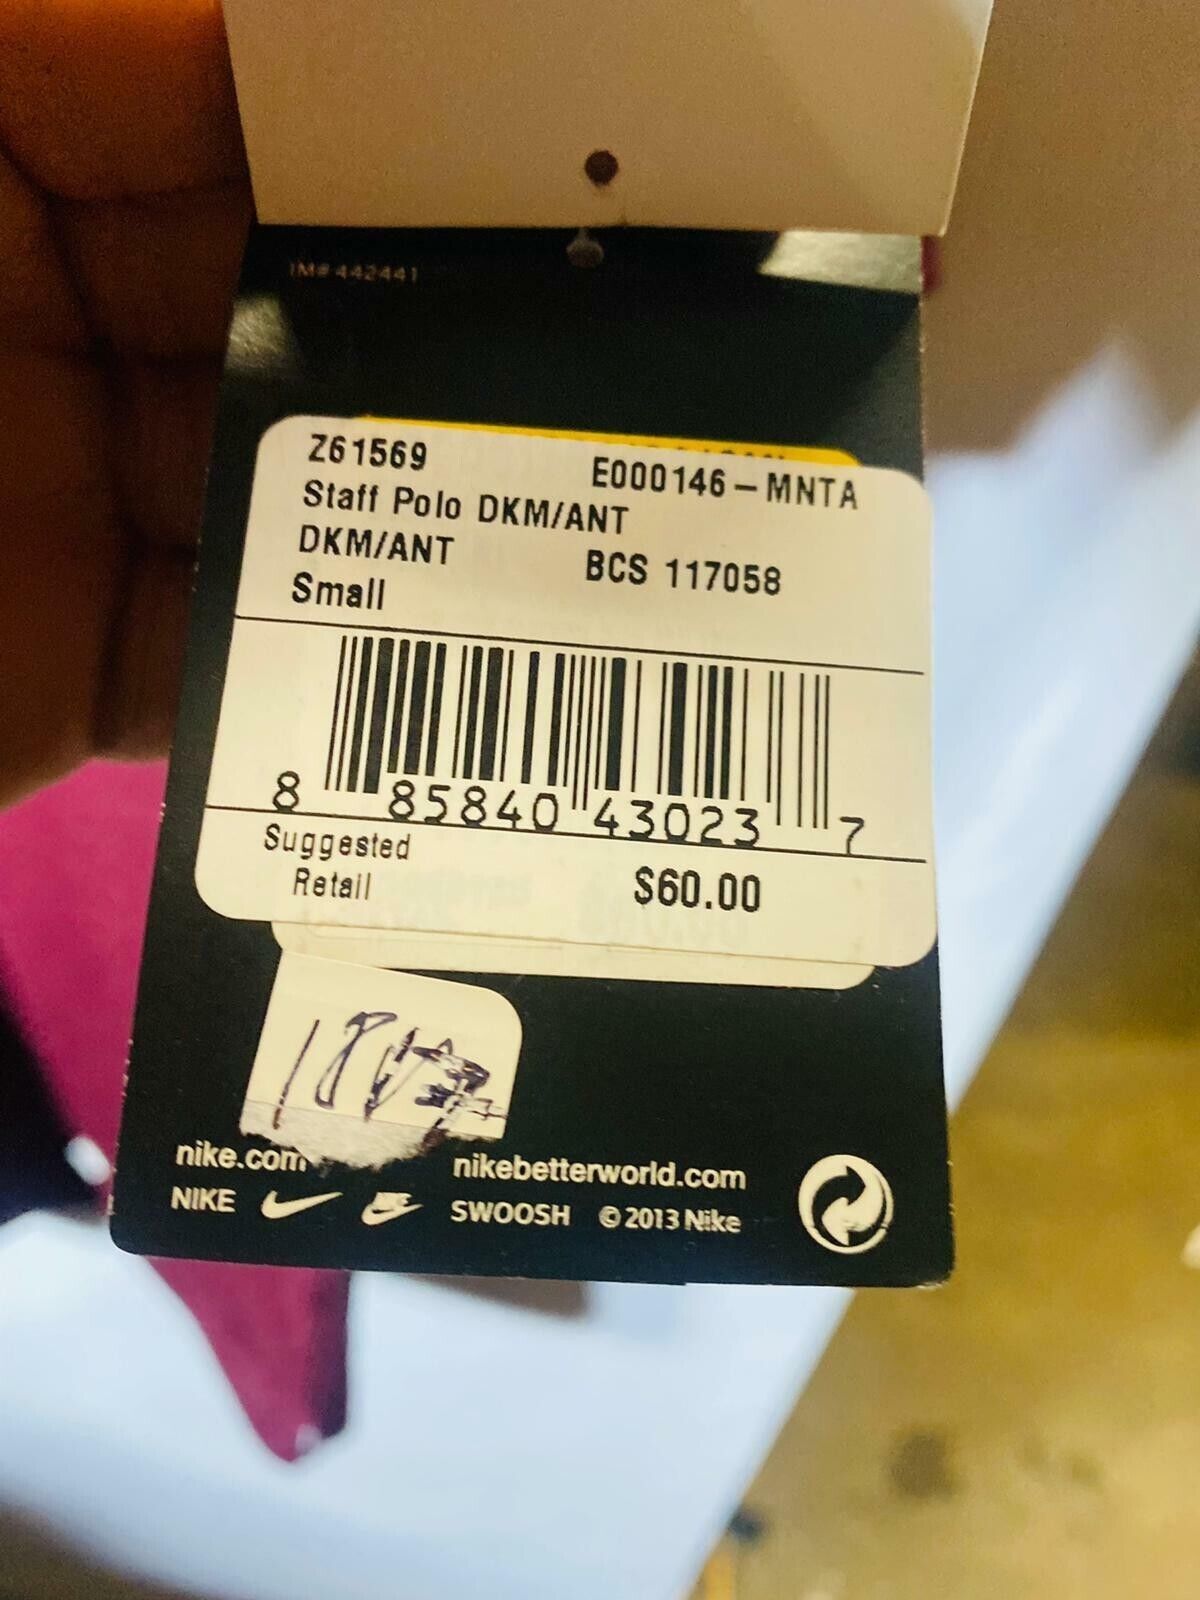 IM# 442441
Z61569 E000146-MNTA
Staff Polo DKM/ANT
DKM/ANT BCS 117058
Small
8 85840 43023 7
Suggested
Retail $60.00
nike.com nikebetterworld.com
NIKE NIKE SWOOSH © 2013 Nike